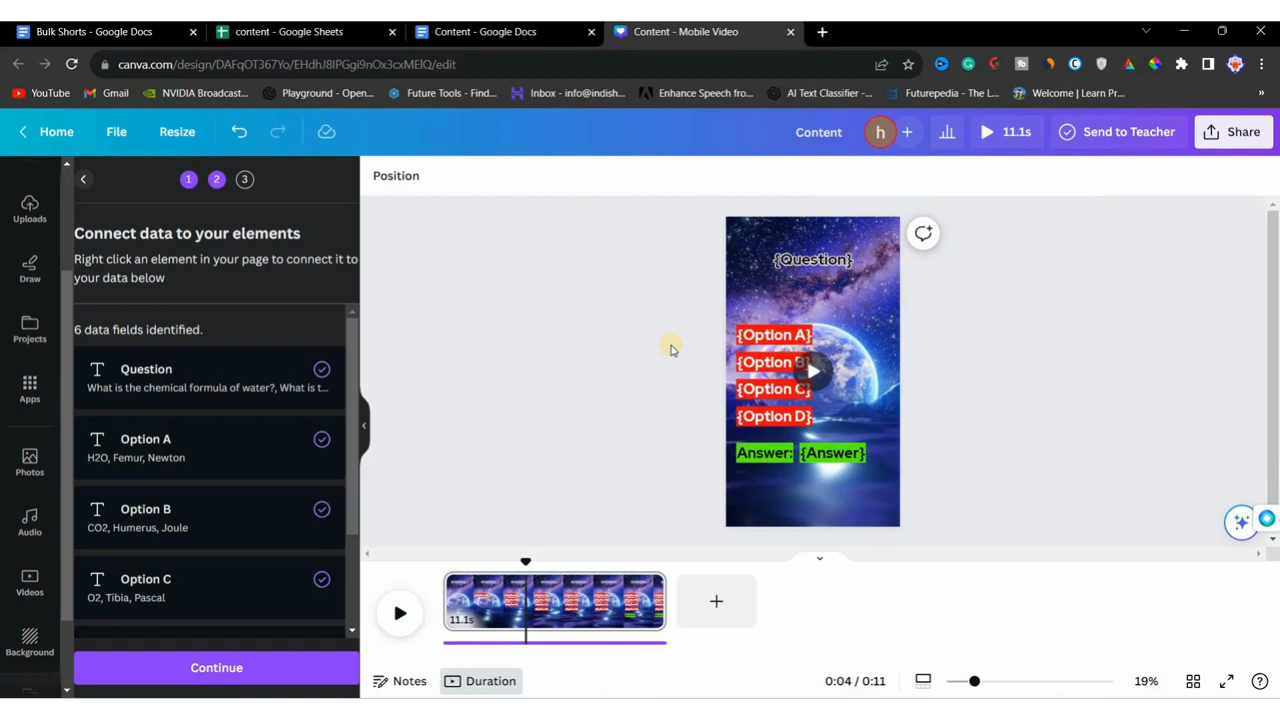 Bulk Shorts - Google Docs
content - Google Sheets
Content - Google Docs
Content - Mobile Video
canva.com/design/DAFqOT367Yo/EHdhJ8IPGgi9nOx3cxMElQ/edit
YouTube
Gmail
NVIDIA Broadcast...
Playground - Open...
Future Tools - Find...
Inbox - info@indish...
Enhance Speech fro...
AI Text Classifier -...
Futurepedia - The L...
Welcome | Learn Pr...
Home
File
Resize
Content
h
11.1s
Send to Teacher
Share
Uploads
Draw
Projects
Apps
Photos
Audio
Videos
Background
1
2
3
Connect data to your elements
Right click an element in your page to connect it to
your data below
6 data fields identified.
Question
What is the chemical formula of water?, What is t...
Option A
H2O, Femur, Newton
Option B
CO2, Humerus, Joule
Option C
O2, Tibia, Pascal
Continue
Position
{Question}
{Option A}
{Option B}
{Option C}
{Option D}
Answer: {Answer}
11.1s
Notes
Duration
0:04 / 0:11
19%